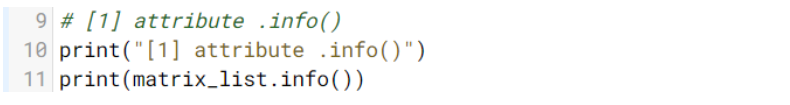 9 # [1] attribute .info()
10 print("[1] attribute .info()")
11 print(matrix_list.info())